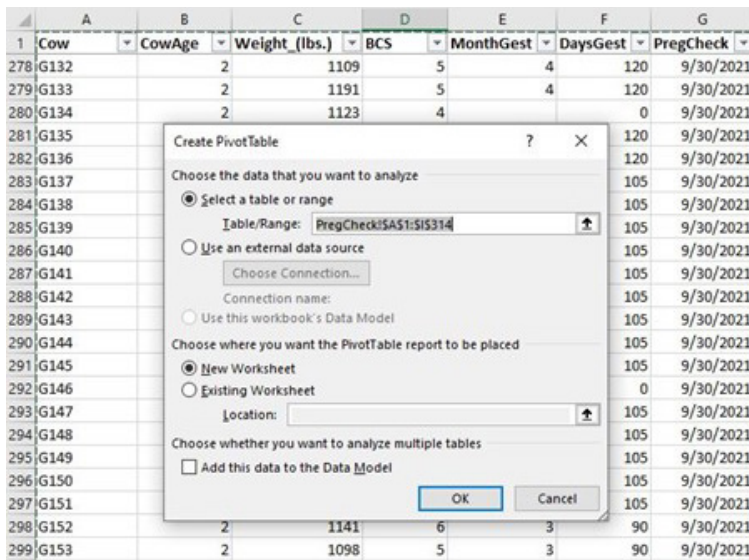 A B C D E F G
1 Cow CowAge Weight_(lbs.) BCS MonthGest DaysGest PregCheck
278 G132 2 1109 5 4 120 9/30/2021
279 G133 2 1191 5 4 120 9/30/2021
280 G134 2 1123 4 0 9/30/2021
281 G135 120 9/30/2021
282 G136 120 9/30/2021
283 G137 105 9/30/2021
284 G138 105 9/30/2021
285 G139 105 9/30/2021
286 G140 105 9/30/2021
287 G141 105 9/30/2021
288 G142 105 9/30/2021
289 G143 105 9/30/2021
290 G144 105 9/30/2021
291 G145 105 9/30/2021
292 G146 0 9/30/2021
293 G147 105 9/30/2021
294 G148 105 9/30/2021
295 G149 105 9/30/2021
296 G150 105 9/30/2021
297 G151 105 9/30/2021
298 G152 2 1141 6 3 90 9/30/2021
299 G153 2 1098 5 3 90 9/30/2021
Create PivotTable ?
Choose the data that you want to analyze
Select a table or range
Table/Range: PregCheck!$A$1:$I$314
Use an external data source
Choose Connection...
Connection name:
Use this workbook's Data Model
Choose where you want the PivotTable report to be placed
New Worksheet
Existing Worksheet
Location:
Choose whether you want to analyze multiple tables
Add this data to the Data Model
OK Cancel